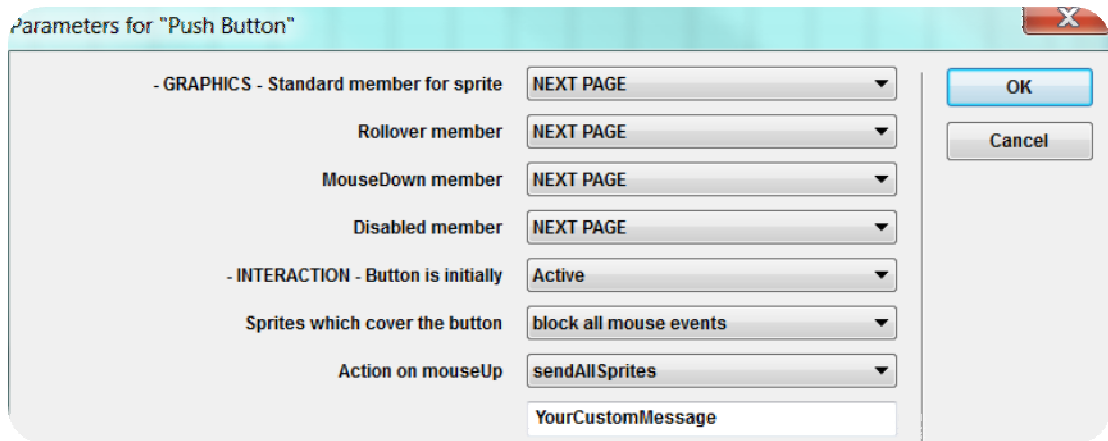 Parameters for "Push Button"
- GRAPHICS - Standard member for sprite NEXT PAGE
OK
Rollover member NEXT PAGE
Cancel
MouseDown member NEXT PAGE
Disabled member NEXT PAGE
- INTERACTION - Button is initially Active
Sprites which cover the button block all mouse events
Action on mouseUp sendAllSprites
YourCustomMessage